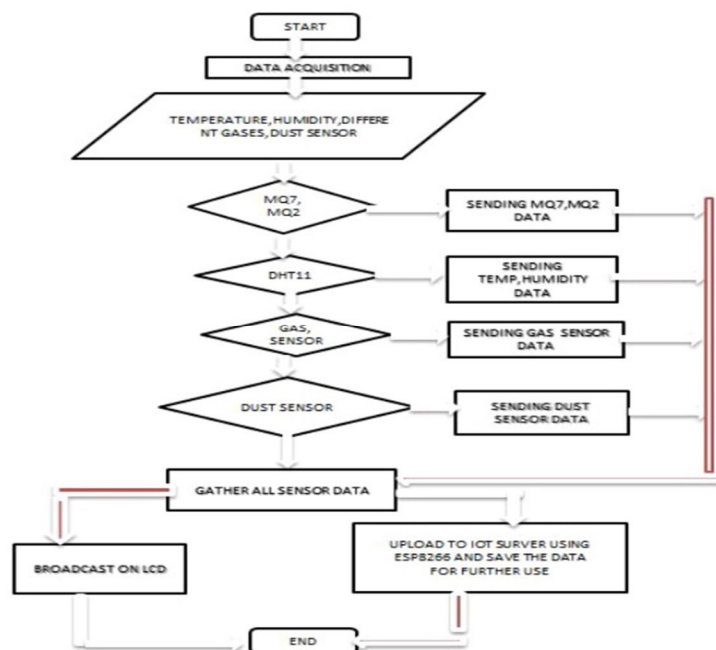 START
DATA ACQUISITION
TEMPERATURE,HUMIDITY,DIFFERE
NT GASES,DUST SENSOR
MQ7,
MQ2
SENDING MQ7,MQ2
DATA
DHT11
SENDING
TEMP,HUMIDITY
DATA
GAS,
SENSOR
SENDING GAS SENSOR
DATA
DUST SENSOR
SENDING DUST
SENSOR DATA
GATHER ALL SENSOR DATA
BROADCAST ON LCD
UPLOAD TO IOT SURVER USING
ESP8266 AND SAVE THE DATA
FOR FURTHER USE
END